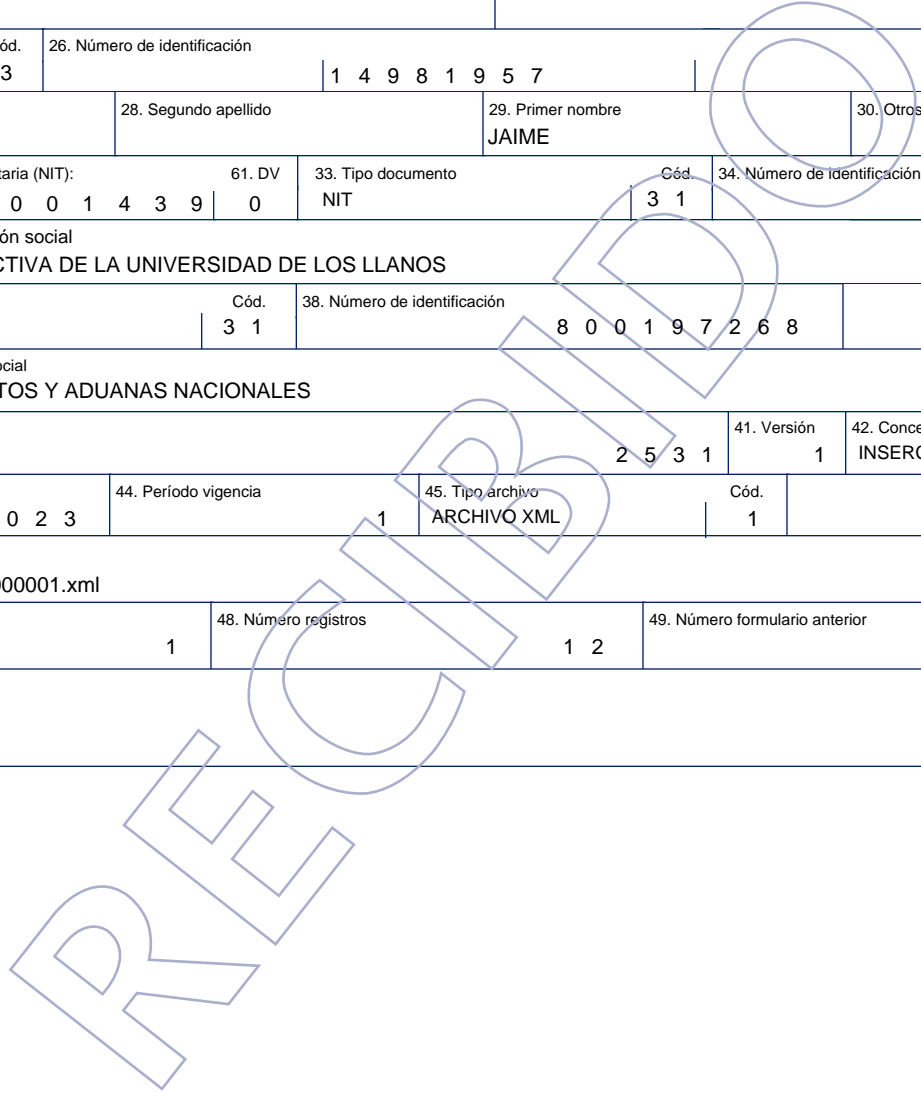 ód. 26. Número de identificación
3 1 4 9 8 1 9 5 7
28. Segundo apellido 29. Primer nombre 30. Otros
JAIME
taria (NIT): 61. DV 33. Tipo documento Cód. 34. Número de identificación
0 0 1 4 3 9 0 NIT 3 1
ón social
CTIVA DE LA UNIVERSIDAD DE LOS LLANOS
Cód. 38. Número de identificación
3 1 8 0 0 1 9 7 2 6 8
ocial
TOS Y ADUANAS NACIONALES
41. Versión 42. Conce
2 5 3 1 1 INSERC
44. Período vigencia 45. Tipo archivo Cód.
0 2 3 1 ARCHIVO XML 1
000001.xml
48. Número registros 49. Número formulario anterior
1 1 2
RECIBIDO